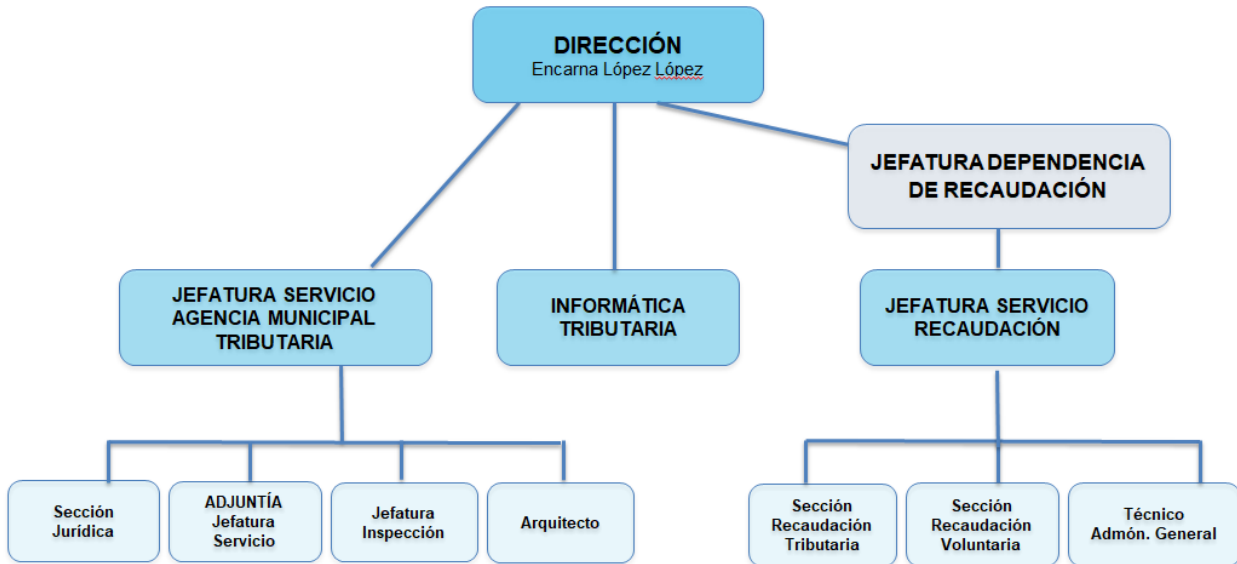 DIRECCIÓN
Encarna López López
JEFATURA DEPENDENCIA
DE RECAUDACIÓN
JEFATURA SERVICIO
AGENCIA MUNICIPAL
TRIBUTARIA
INFORMÁTICA
TRIBUTARIA
JEFATURA SERVICIO
RECAUDACIÓN
Sección
Jurídica
ADJUNTÍA
Jefatura
Servicio
Jefatura
Inspección
Arquitecto
Sección
Recaudación
Tributaria
Sección
Recaudación
Voluntaria
Técnico
Admón. General